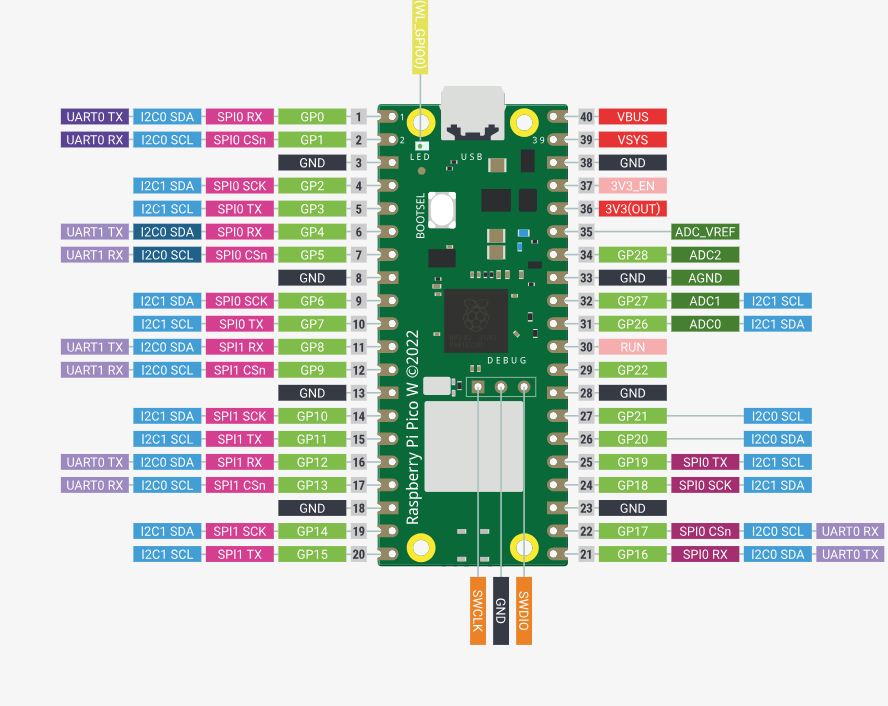 (WL_GPIO0)
UART0 TX I2C0 SDA SPI0 RX GP0 1 1 40 VBUS
UART0 RX I2C0 SCL SPI0 CSn GP1 2 2 39 39 VSYS
GND 3 LED USB 38 GND
I2C1 SDA SPI0 SCK GP2 4 37 3V3_EN
I2C1 SCL SPI0 TX GP3 5 BOOTSEL 36 3V3(OUT)
UART1 TX I2C0 SDA SPI0 RX GP4 6 35 ADC_VREF
UART1 RX I2C0 SCL SPI0 CSn GP5 7 34 GP28 ADC2
GND 8 33 GND AGND
I2C1 SDA SPI0 SCK GP6 9 32 GP27 ADC1 I2C1 SCL
I2C1 SCL SPI0 TX GP7 10 31 GP26 ADC0 I2C1 SDA
UART1 TX I2C0 SDA SPI1 RX GP8 11 30 RUN
UART1 RX I2C0 SCL SPI1 CSn GP9 12 DEBUG 29 GP22
GND 13 28 GND
I2C1 SDA SPI1 SCK GP10 14 27 GP21 I2C0 SCL
I2C1 SCL SPI1 TX GP11 15 26 GP20 I2C0 SDA
UART0 TX I2C0 SDA SPI1 RX GP12 16 25 GP19 SPI0 TX I2C1 SCL
UART0 RX I2C0 SCL SPI1 CSn GP13 17 24 GP18 SPI0 SCK I2C1 SDA
GND 18 23 GND
I2C1 SDA SPI1 SCK GP14 19 22 GP17 SPI0 CSn I2C0 SCL UART0 RX
I2C1 SCL SPI1 TX GP15 20 21 GP16 SPI0 RX I2C0 SDA UART0 TX
Raspberry Pi Pico W ©2022
SWCLK
GND
SWDIO